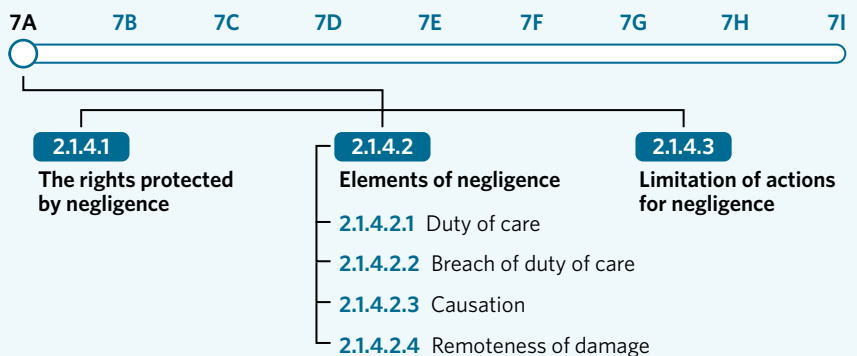 7A 7B 7C 7D 7E 7F 7G 7H 7I
2.1.4.1
The rights protected
by negligence
2.1.4.2
Elements of negligence
2.1.4.2.1 Duty of care
2.1.4.2.2 Breach of duty of care
2.1.4.2.3 Causation
2.1.4.2.4 Remoteness of damage
2.1.4.3
Limitation of actions
for negligence